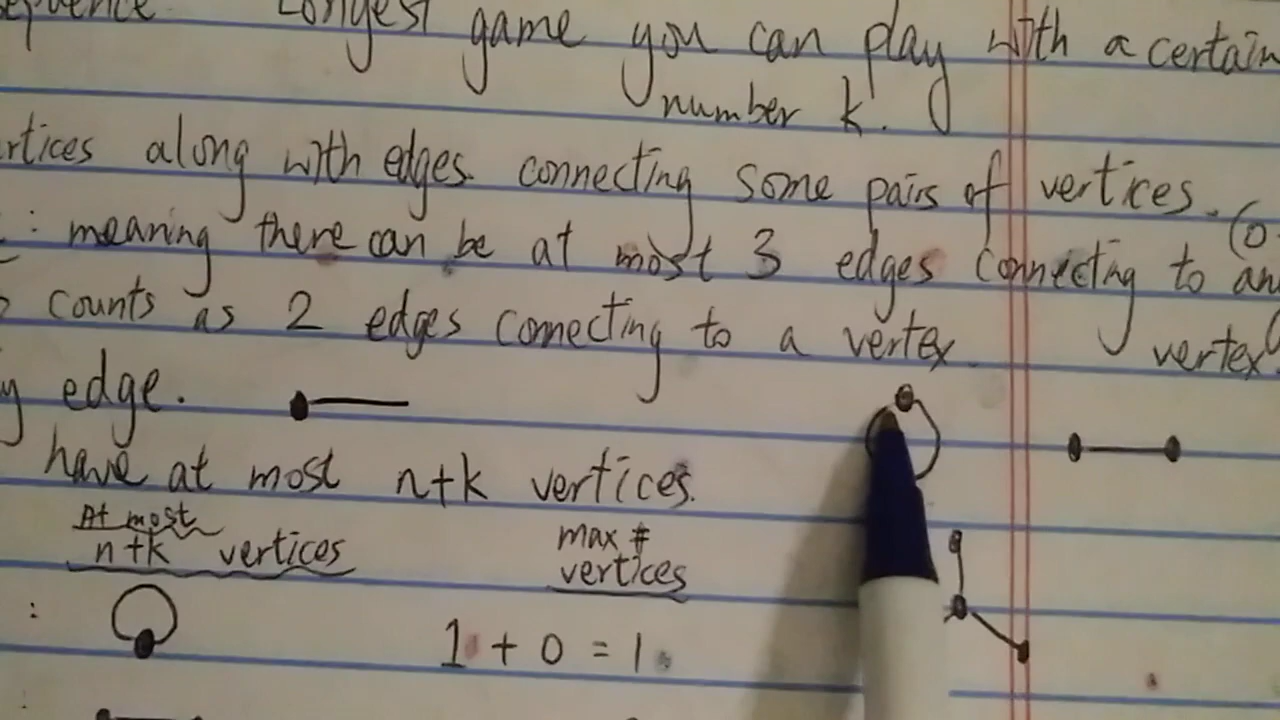 Longest game you can play with a certain
number k.
along with edges connecting some pairs of vertices.
: meaning there can be at most 3 edges connecting to
counts as 2 edges connecting to a vertex.
vertex
edge.
have at most n+k vertices.
At most
n+k vertices
max #
vertices
:
1 + 0 = 1